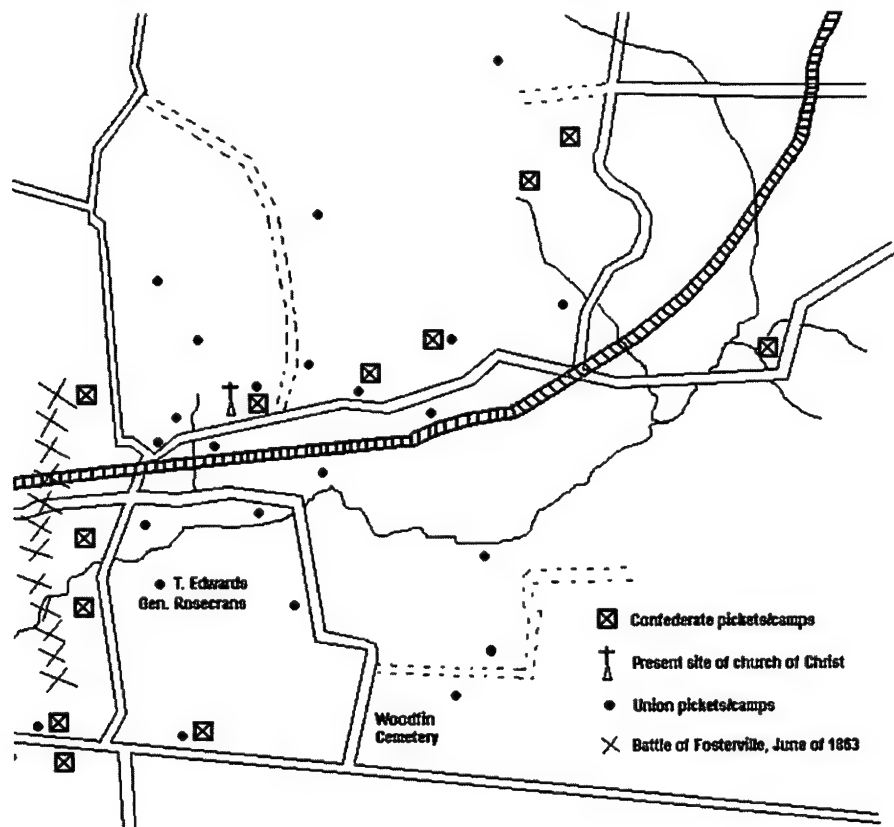 T. Edwards
Gen. Rosecrans
Woodfin
Cemetery
Confederate pickets/camps
Present site of church of Christ
Union pickets/camps
Battle of Fosterville, June of 1863